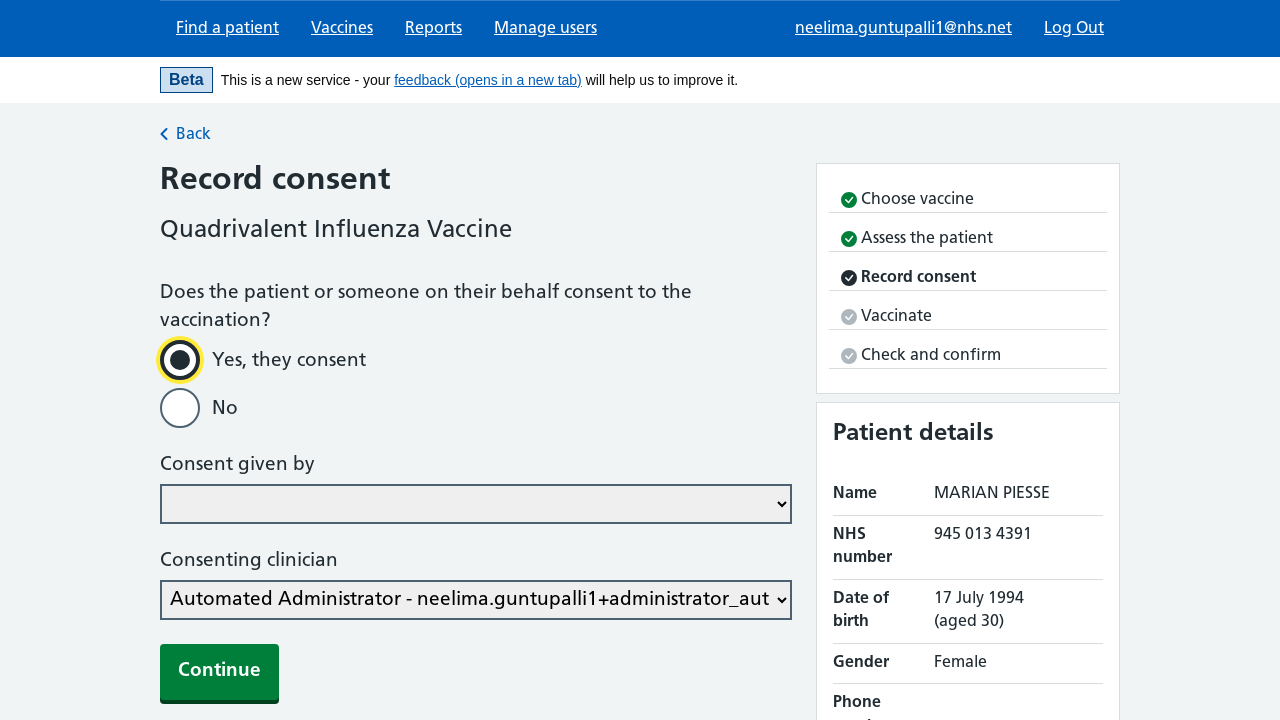 Find a patient Vaccines Reports Manage users neelima.guntupalli1@nhs.net Log Out
Beta This is a new service - your feedback (opens in a new tab) will help us to improve it.
Back
Record consent
Quadrivalent Influenza Vaccine
Does the patient or someone on their behalf consent to the
vaccination?
Yes, they consent
No
Consent given by
Consenting clinician
Automated Administrator - neelima.guntupalli1+administrator_aut
Continue
Choose vaccine
Assess the patient
Record consent
Vaccinate
Check and confirm
Patient details
Name MARIAN PIESSE
NHS 945 013 4391
number
Date of 17 July 1994
birth (aged 30)
Gender Female
Phone